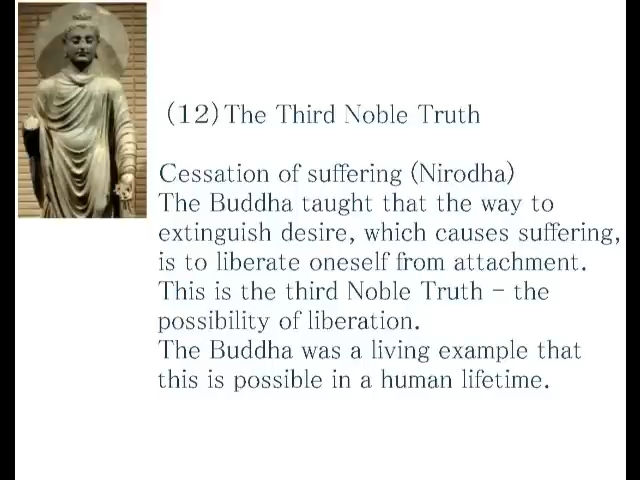 (12) The Third Noble Truth
Cessation of suffering (Nirodha)
The Buddha taught that the way to
extinguish desire, which causes suffering,
is to liberate oneself from attachment.
This is the third Noble Truth - the
possibility of liberation.
The Buddha was a living example that
this is possible in a human lifetime.